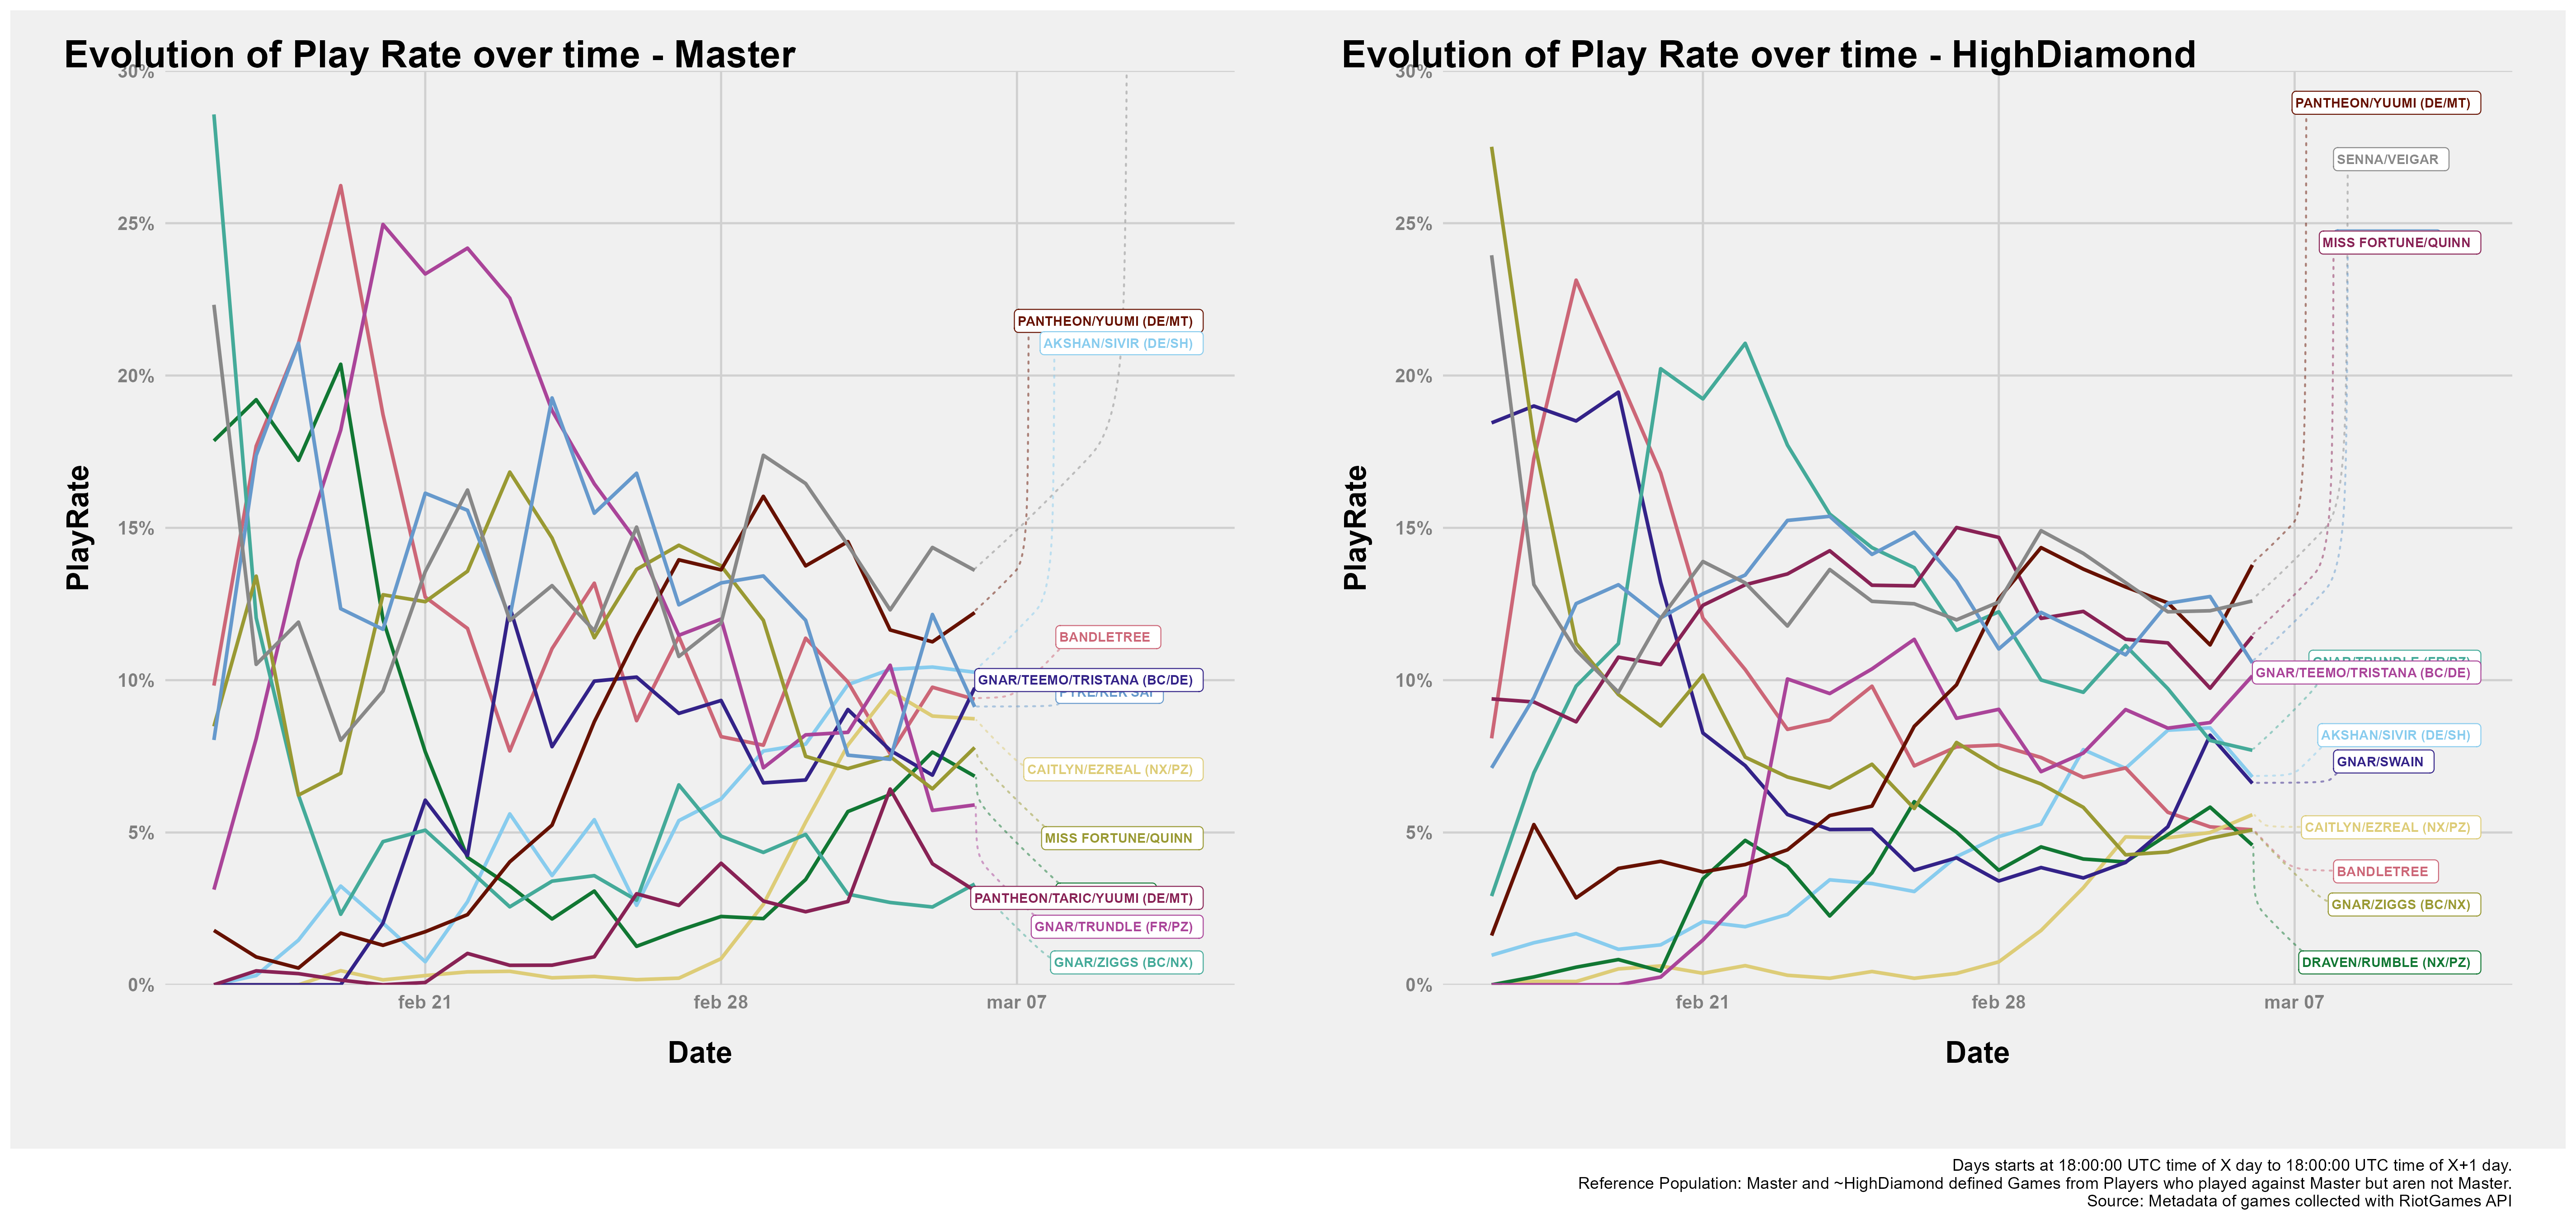 Evolution of Play Rate over time - Master
30%
25%
20%
15%
10%
5%
0%
PlayRate
feb 21
feb 28
mar 07
Date
PANTHEON/YUUMI (DE/MT)
AKSHAN/SIVIR (DE/SH)
BANDLETREE
GNAR/TEEMO/TRISTANA (BC/DE)
CAITLYN/EZREAL (NX/PZ)
MISS FORTUNE/QUINN
PANTHEON/TARIC/YUUMI (DE/MT)
GNAR/TRUNDLE (FR/PZ)
GNAR/ZIGGS (BC/NX)
Evolution of Play Rate over time - HighDiamond
30%
25%
20%
15%
10%
5%
0%
PlayRate
feb 21
feb 28
mar 07
Date
PANTHEON/YUUMI (DE/MT)
SENNA/VEIGAR
MISS FORTUNE/QUINN
GNAR/TRUNDLE (FR/PZ)
GNAR/TEEMO/TRISTANA (BC/DE)
AKSHAN/SIVIR (DE/SH)
GNAR/SWAIN
CAITLYN/EZREAL (NX/PZ)
BANDLETREE
GNAR/ZIGGS (BC/NX)
DRAVEN/RUMBLE (NX/PZ)
Days starts at 18:00:00 UTC time of X day to 18:00:00 UTC time of X+1 day.
Reference Population: Master and ~HighDiamond defined Games from Players who played against Master but aren not Master.
Source: Metadata of games collected with RiotGames API